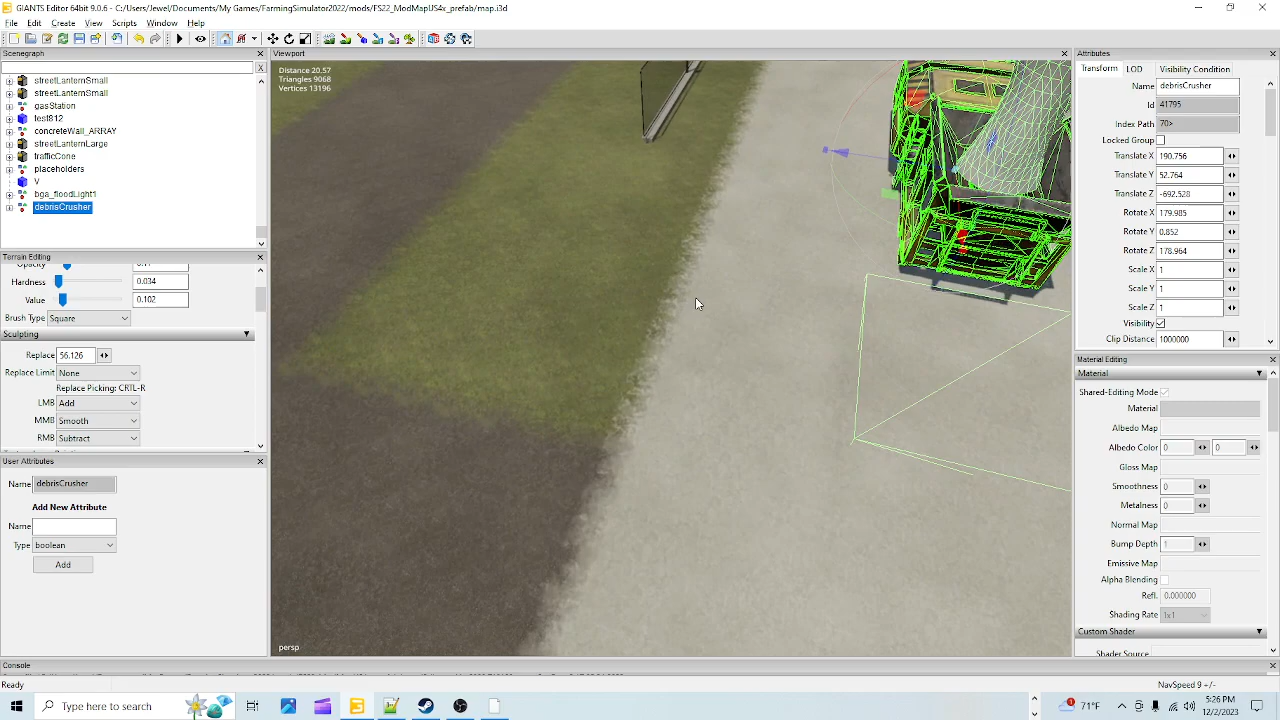 GIANTS Editor 64bit 9.0.6 - C:/Users/Jewel/Documents/My Games/FarmingSimulator2022/mods/FS22_ModMapUS4x_prefab/map.i3d
File Edit Create View Scripts Window Help
Scenegraph
X
streetLanternSmall
streetLanternSmall
gasStation
test812
concreteWall_ARRAY
streetLanternLarge
trafficCone
placeholders
V
bga_floodLight1
debrisCrusher
Terrain Editing
Hardness 0.034
Value 0.102
Brush Type Square
Sculpting
Replace 56.126
Replace Limit None
Replace Picking: CRTL-R
LMB Add
MMB Smooth
RMB Subtract
User Attributes
Name debrisCrusher
Add New Attribute
Name
Type boolean
Add
Viewport
Distance 20.57
Triangles 9068
Vertices 13196
persp
Attributes
Transform LOD Visibility Condition
Name debrisCrusher
Id 41795
Index Path 70>
Translate X 190.756
Translate Y 52.764
Translate Z -692.528
Rotate X 179.985
Rotate Y 0.852
Rotate Z 178.964
Scale X 1
Scale Y 1
Scale Z 1
Locked Group
Visibility
Clip Distance 1000000
Material Editing
Material
Shared-Editing Mode
Material
Albedo Map
Albedo Color 0 0
Gloss Map
Smoothness 0
Metalness 0
Normal Map
Bump Depth 1
Emissive Map
Alpha Blending
Refl. 0.000000
Shading Rate 1x1
Custom Shader
Shader Source
Console
Ready
NavSpeed 9 +/-
Type here to search
71°F
5:26 PM
12/2/2023